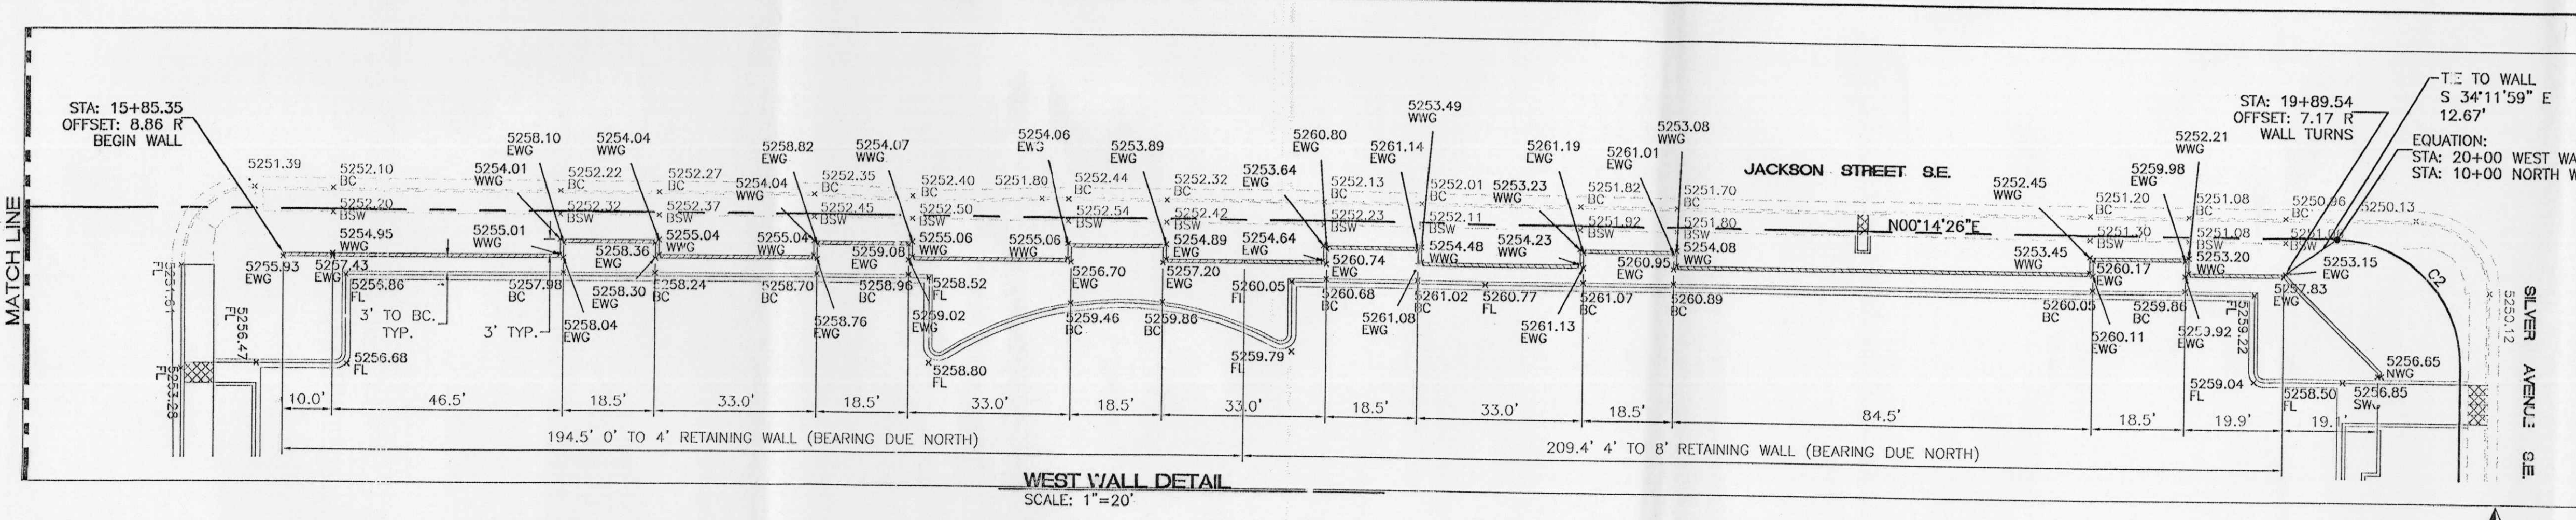 MATCH LINE
STA: 15+85.35
OFFSET: 8.86 R
BEGIN WALL
5251.39
5252.10
BC
5252.20
BSW
5254.95
WWG
5255.93
EWG
5257.43
EWG
5256.86
FL
3' TO BC.
TYP.
5256.68
FL
5256.47
FL
FL
5253.28
FL
5258.10
EWG
5254.01
WWG
5252.22
BC
5252.32
BSW
5255.01
WWG
5257.98
BC
3' TYP.
5258.04
EWG
5254.04
WWG
5252.27
BC
5252.37
BSW
5258.36
EWG
5255.04
WWG
5258.30
EWG
5258.24
BC
5258.82
EWG
5254.04
WWG
5252.35
BC
5252.45
BSW
5255.04
WWG
5258.70
BC
5258.76
EWG
5254.07
WWG
5252.40
BC
5252.50
BSW
5259.08
EWG
5255.06
WWG
5258.96
BC
5258.52
FL
5259.02
EWG
5258.80
FL
5251.80
5254.06
5252.44
BC
5252.54
BSW
5255.06
WWG
5256.70
EWG
5259.46
BC
5253.89
EWG
5252.32
BC
5252.42
BSW
5254.89
EWG
5257.20
EWG
5259.86
BC
5260.80
EWG
5253.64
EWG
5252.13
BC
5252.23
BSW
5254.64
EWG
5260.74
EWG
5260.05
FL
5260.68
BC
5259.79
FL
5253.49
WWG
5261.14
EWG
5252.01
BC
5252.11
BSW
5254.48
WWG
5261.02
BC
5261.08
EWG
5260.77
FL
5261.19
EWG
5253.23
WWG
5251.82
BC
5251.92
BSW
5254.23
WWG
5261.07
BC
5261.13
EWG
5253.08
WWG
5261.01
EWG
5251.70
BC
5251.80
BSW
5254.08
WWG
5260.95
EWG
5260.89
BC
JACKSON STREET S.E.
N00°14'26"E
5252.45
WWG
5251.20
BC
5251.30
BSW
5253.45
WWG
5260.17
EWG
5260.05
BC
5260.11
EWG
5252.21
WWG
5259.98
EWG
5251.08
BC
5251.08
BSW
5253.20
WWG
5259.86
BC
EWG
5259.22
FL
5259.04
FL
STA: 19+89.54
OFFSET: 7.17 R
WALL TURNS
TO WALL
S 34°11'59" E
12.67'
EQUATION:
STA: 20+00 WEST
STA: 10+00 NORTH
BC
BSW
5250.13
5253.15
EWG
5257.83
EWG
C2
5256.65
NWG
5256.85
5258.50
FL
5250.12
SILVER AVENUE S.E.
10.0' 46.5' 18.5' 33.0' 18.5' 33.0' 18.5' 33.0' 18.5' 33.0' 18.5' 84.5' 18.5' 19.9' 19.1'
194.5' 0' TO 4' RETAINING WALL (BEARING DUE NORTH)
209.4' 4' TO 8' RETAINING WALL (BEARING DUE NORTH)
WEST WALL DETAIL
SCALE: 1"=20'